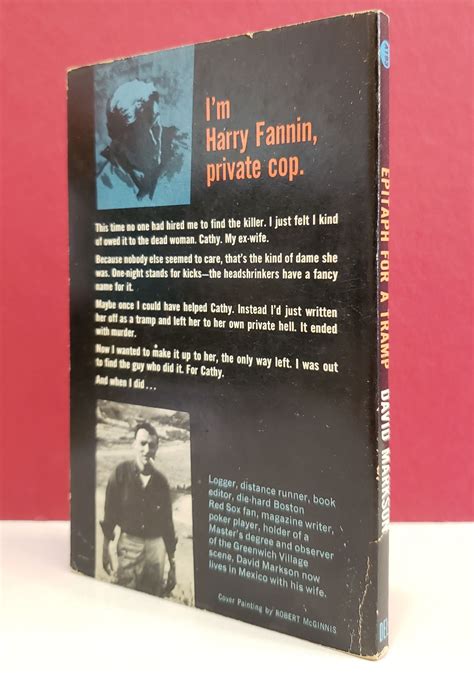 I'm
Harry Fannin,
private cop.
This time no one had hired me to find the killer. I just felt I kind
of owed it to the dead woman. Cathy. My ex-wife.
Because nobody else seemed to care, that's the kind of dame she
was. One-night stands for kicks—the headshrinkers have a fancy
name for it.
Maybe once I could have helped Cathy. Instead I'd just written
her off as a tramp and left her to her own private hell. It ended
with murder.
Now I wanted to make it up to her, the only way left. I was out
to find the guy who did it. For Cathy.
And when I did . . .
Logger, distance runner, book
editor, die-hard Boston
Red Sox fan, magazine writer,
poker player, holder of a
Master's degree and observer
of the Greenwich Village
scene, David Markson now
lives in Mexico with his wife.
Cover Painting by ROBERT McGINNIS
EPITAPH FOR A TRAMP DAVID MARKSON